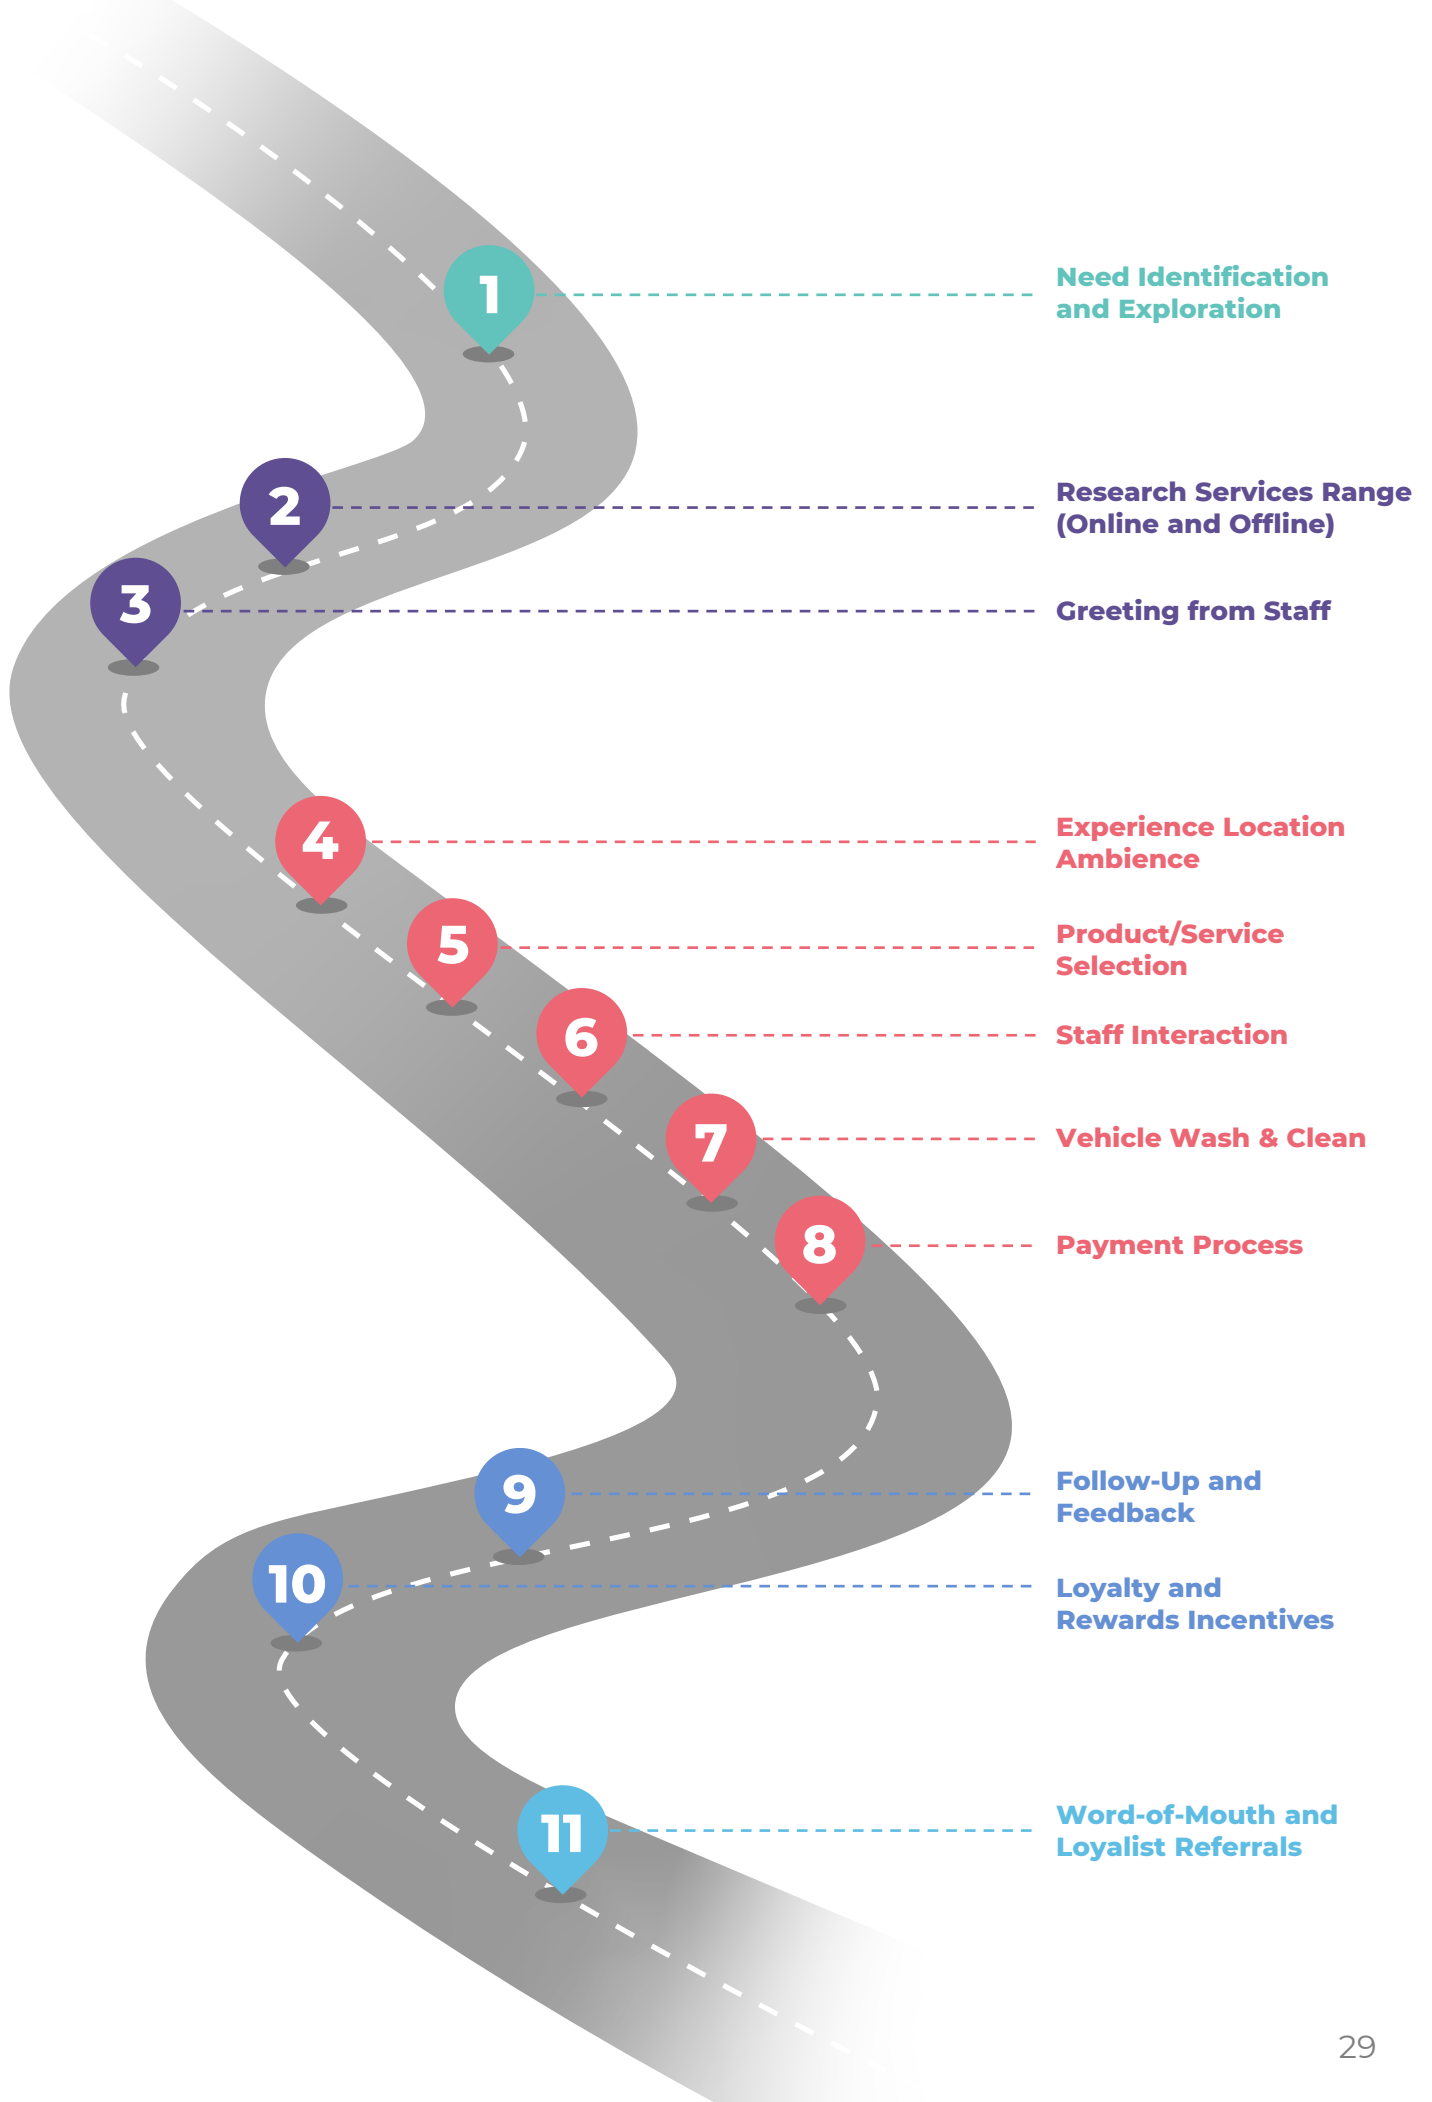 1
Need Identification
and Exploration
2
Research Services Range
(Online and Offline)
3
Greeting from Staff
4
Experience Location
Ambience
5
Product/Service
Selection
6
Staff Interaction
7
Vehicle Wash & Clean
8
Payment Process
9
Follow-Up and
Feedback
10
Loyalty and
Rewards Incentives
11
Word-of-Mouth and
Loyalist Referrals
29